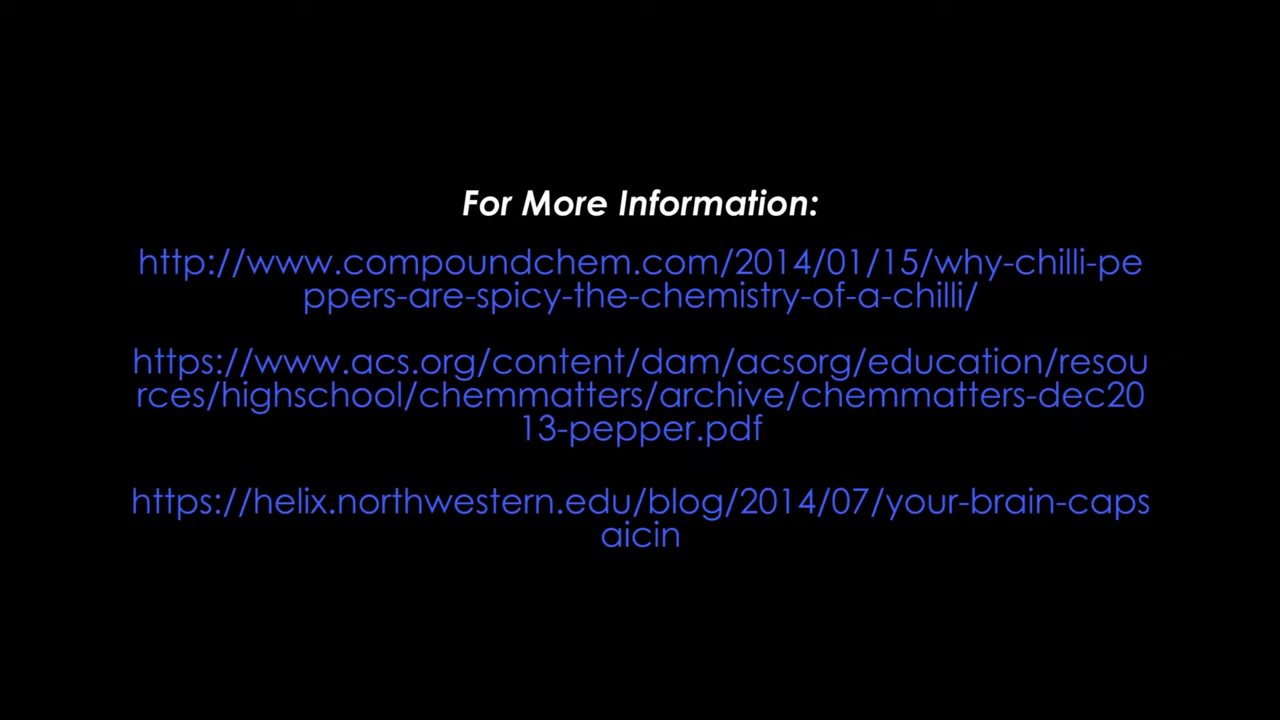 For More Information:
http://www.compoundchem.com/2014/01/15/why-chilli-pe
ppers-are-spicy-the-chemistry-of-a-chilli/
https://www.acs.org/content/dam/acsorg/education/resou
rces/highschool/chemmatters/archive/chemmatters-dec20
13-pepper.pdf
https://helix.northwestern.edu/blog/2014/07/your-brain-caps
aicin